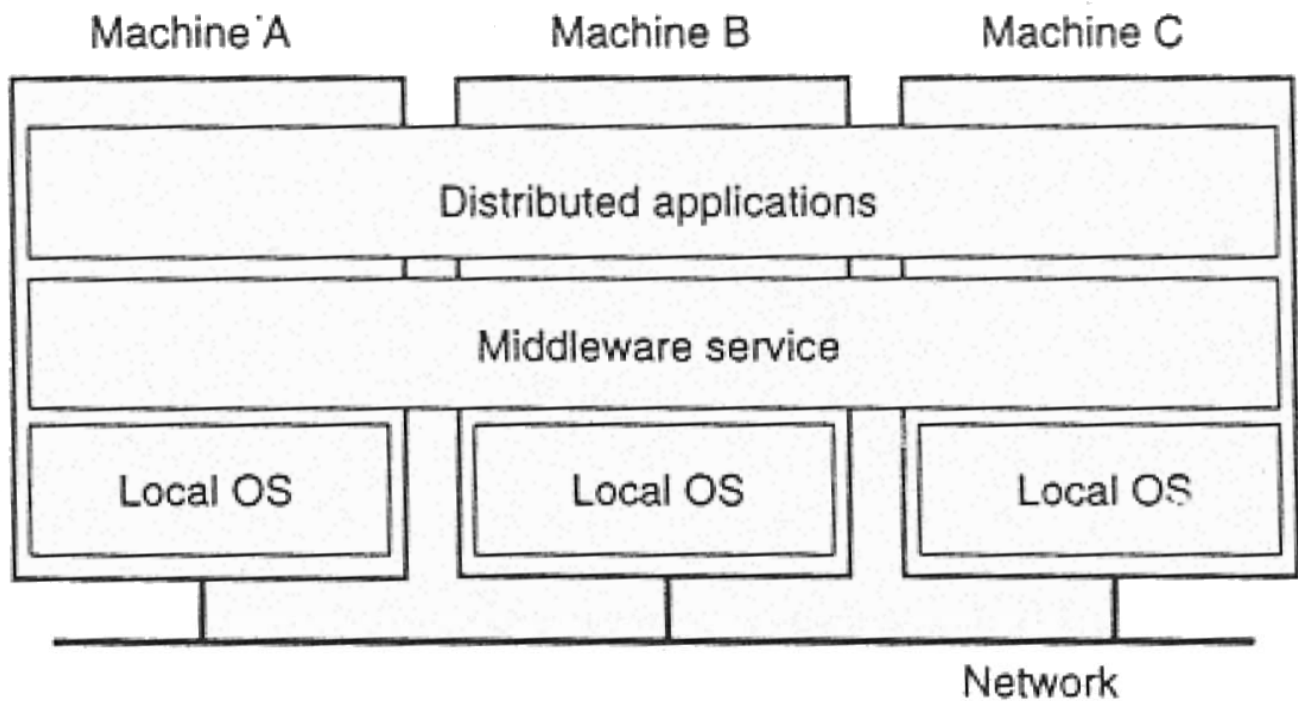 Machine A
Machine B
Machine C
Distributed applications
Middleware service
Local OS
Local OS
Local OS
Network